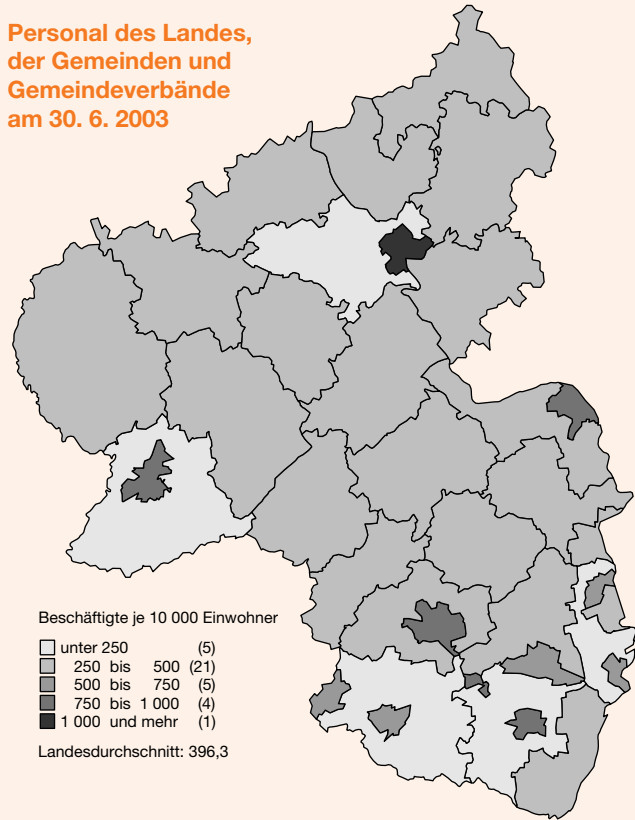 Personal des Landes,
der Gemeinden und
Gemeindeverbände
am 30. 6. 2003
Beschäftigte je 10 000 Einwohner
unter 250 (5)
250 bis 500 (21)
500 bis 750 (5)
750 bis 1 000 (4)
1 000 und mehr (1)
Landesdurchschnitt: 396,3